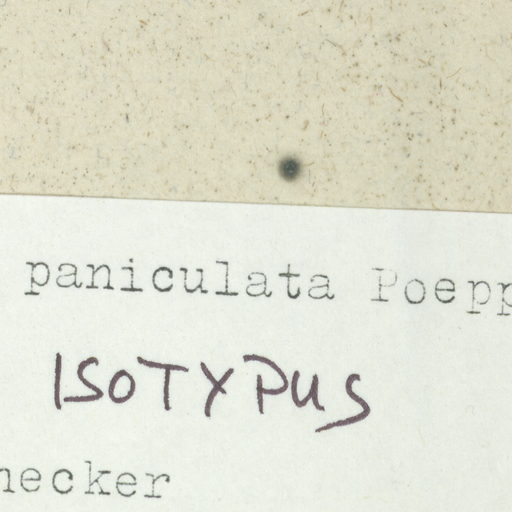 paniculata Poepp
ISOTYPUS
necker